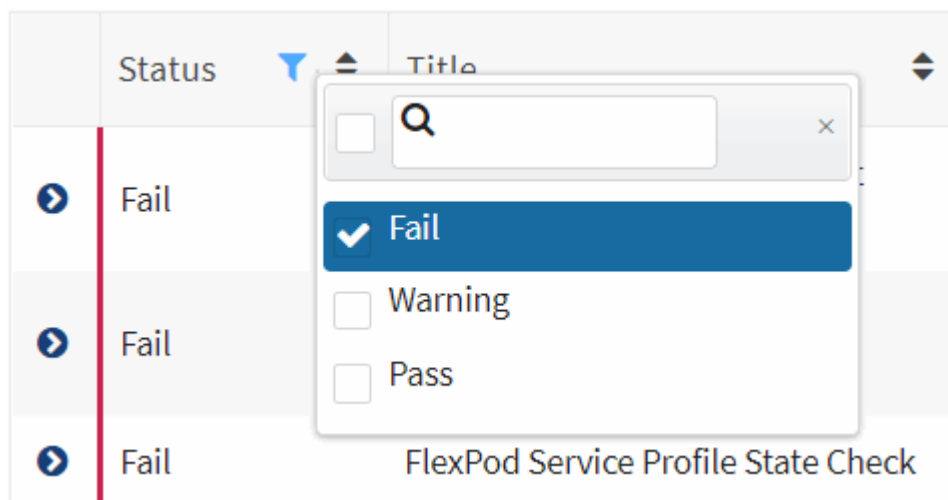 Status
Title
×
Fail
Fail
Warning
Fail
Pass
Fail
FlexPod Service Profile State Check